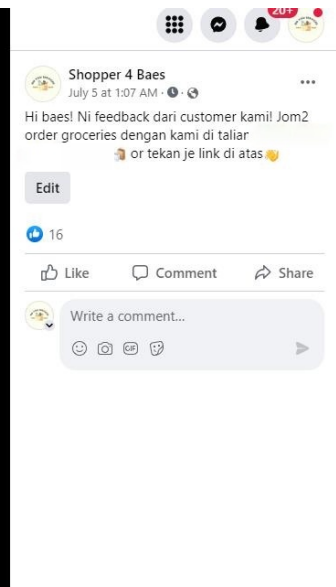 20+
Shopper 4 Baes
July 5 at 1:07 AM
Hi baes! Ni feedback dari customer kami! Jom2
order groceries dengan kami di taliar
or tekan je link di atas
Edit
16
Like Comment Share
Write a comment...
GIF